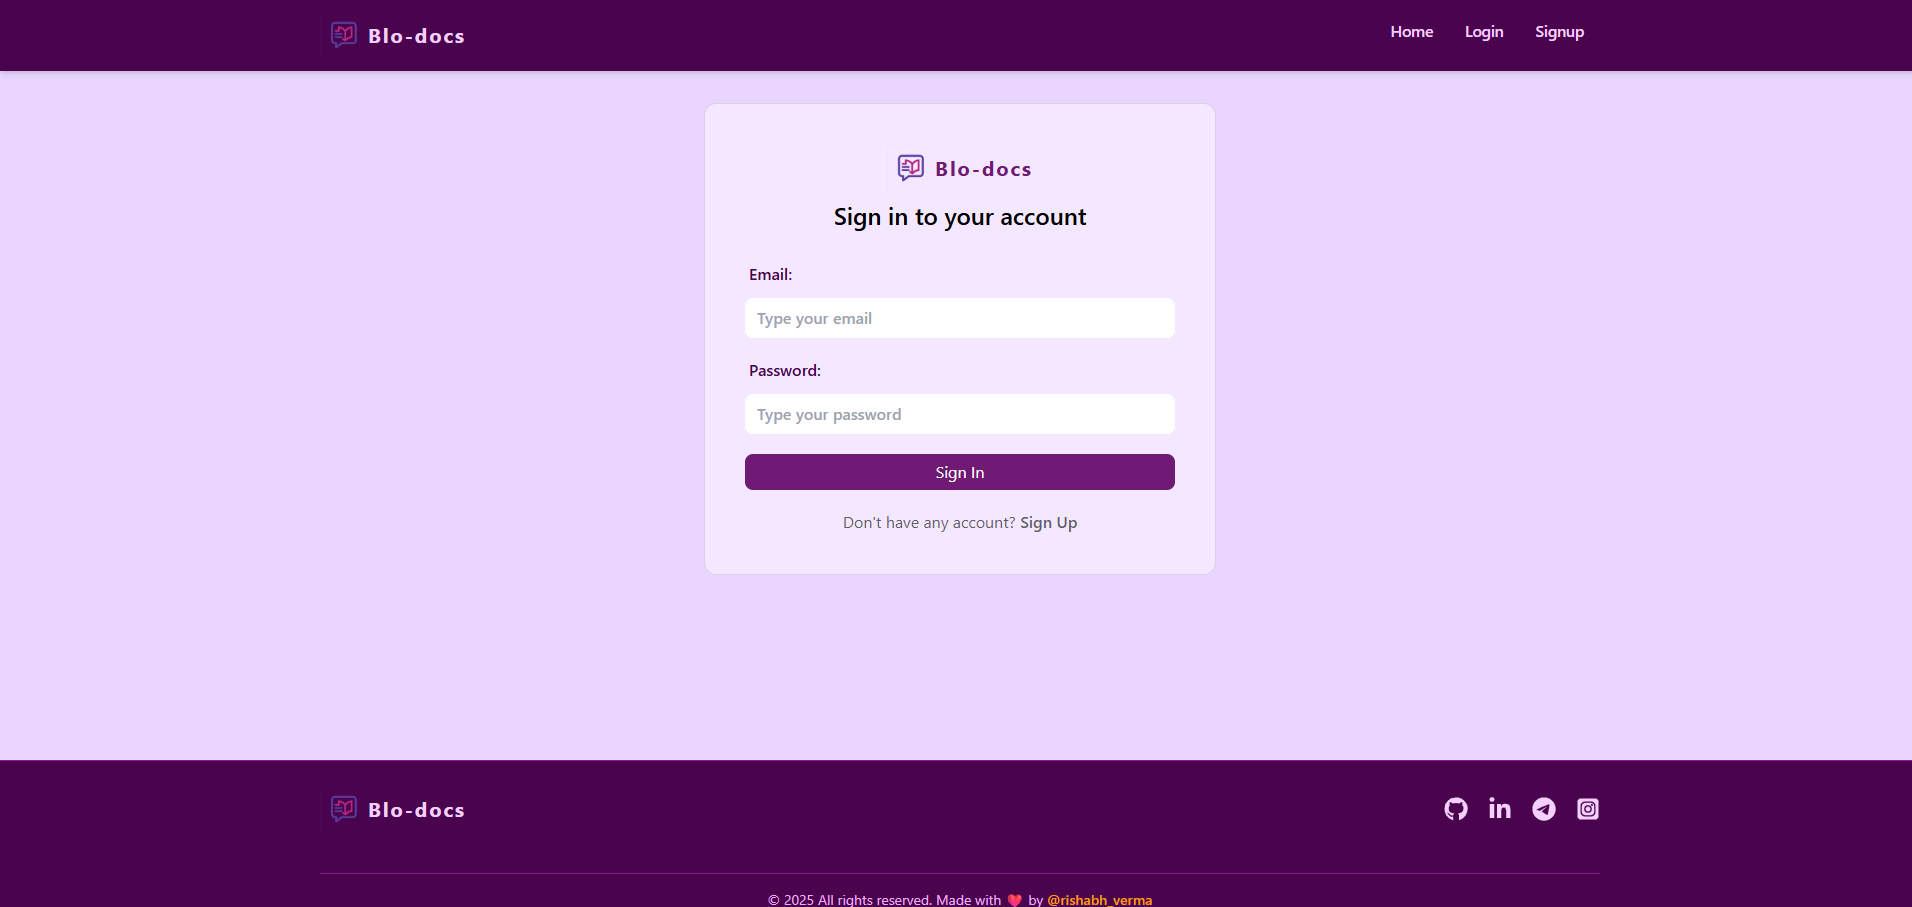 Blo-docs
Home Login Signup
Blo-docs
Sign in to your account
Email:
Type your email
Password:
Type your password
Sign In
Don't have any account? Sign Up
Blo-docs
© 2025 All rights reserved. Made with ❤️ by @rishabh_verma